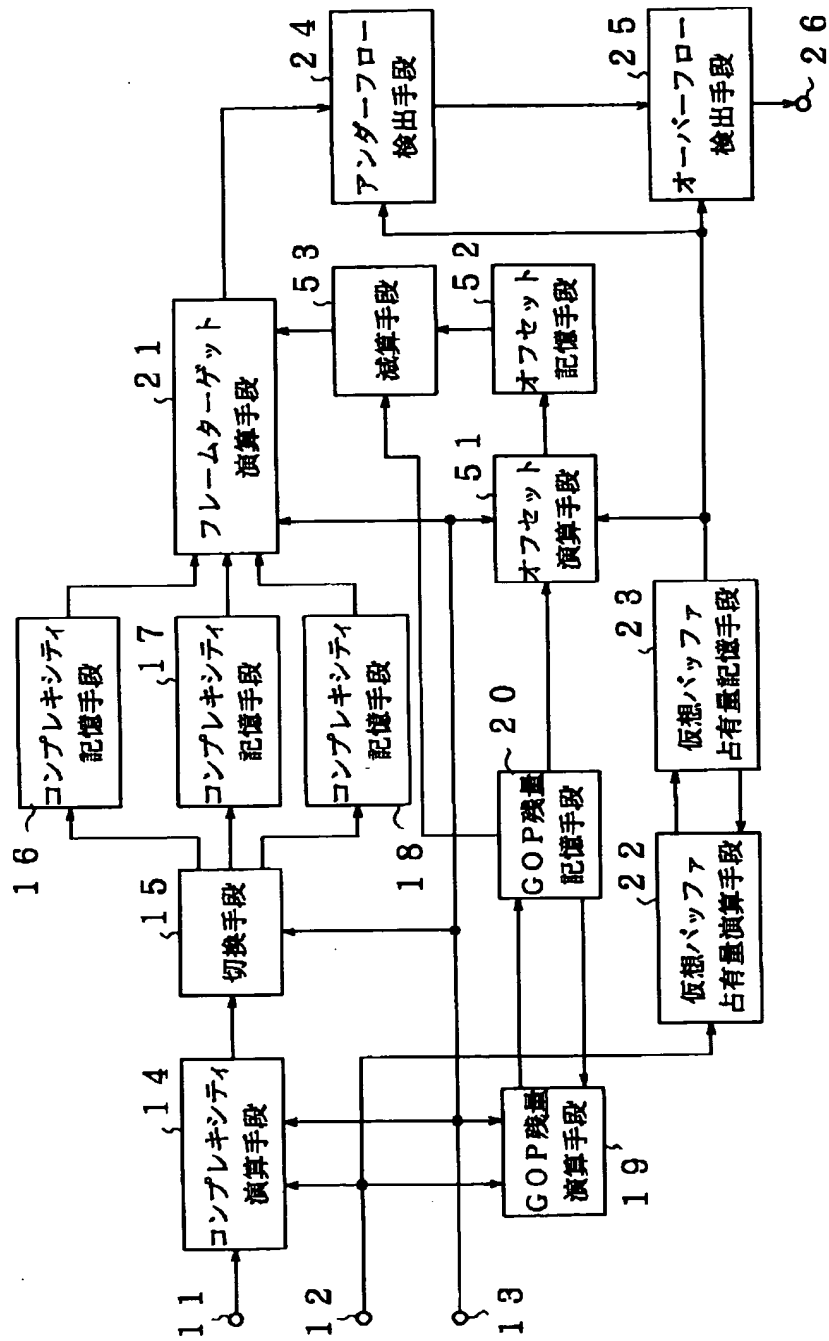 11
12
13
14
コンプレキシティ
演算手段
15
切換手段
16
コンプレキシティ
記憶手段
17
コンプレキシティ
記憶手段
18
コンプレキシティ
記憶手段
19
GOP残量
演算手段
20
GOP残量
記憶手段
21
フレームターゲット
演算手段
22
仮想バッファ
占有量演算手段
23
仮想バッファ
占有量記憶手段
51
オフセット
演算手段
52
オフセット
記憶手段
53
減算手段
24
アンダーフロー
検出手段
25
オーバーフロー
検出手段
26